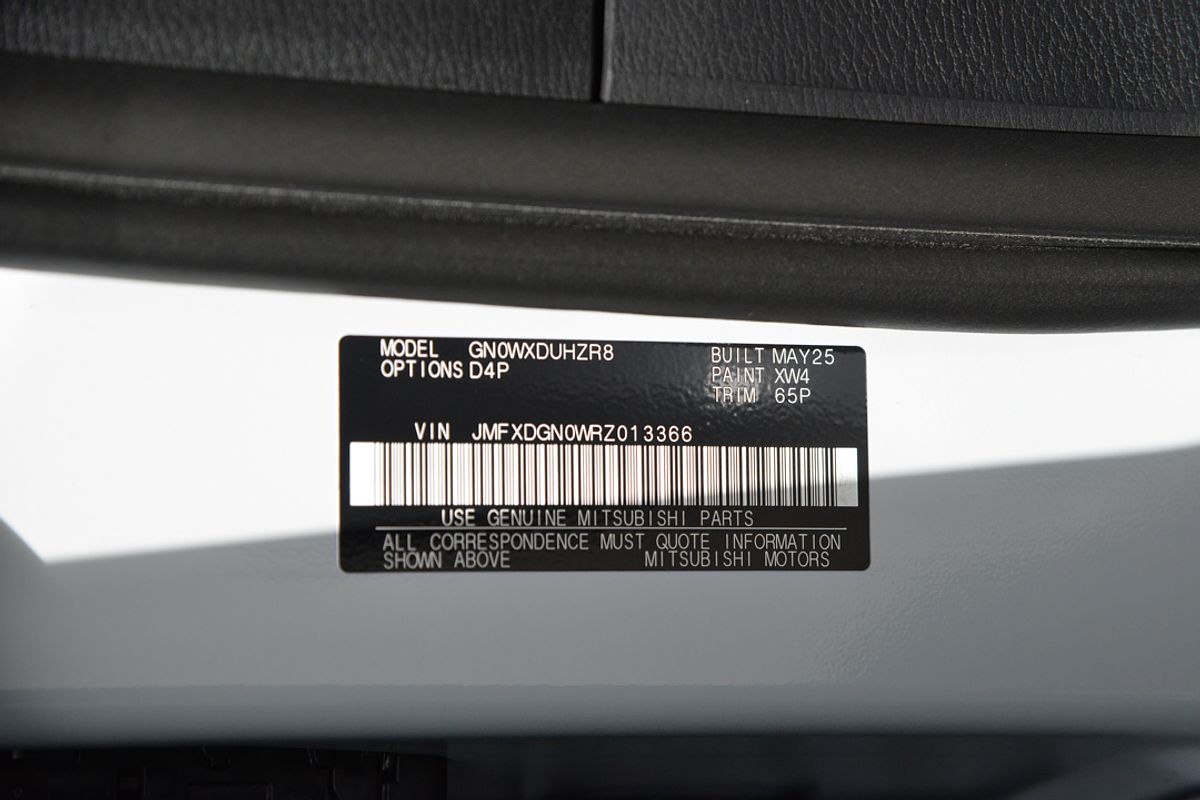 MODEL GN0WXDUHZR8 BUILT MAY25
OPTIONS D4P PAINT XW4
TRIM 65P
VIN JMFXDGN0WRZ013366
USE GENUINE MITSUBISHI PARTS
ALL CORRESPONDENCE MUST QUOTE INFORMATION
SHOWN ABOVE MITSUBISHI MOTORS